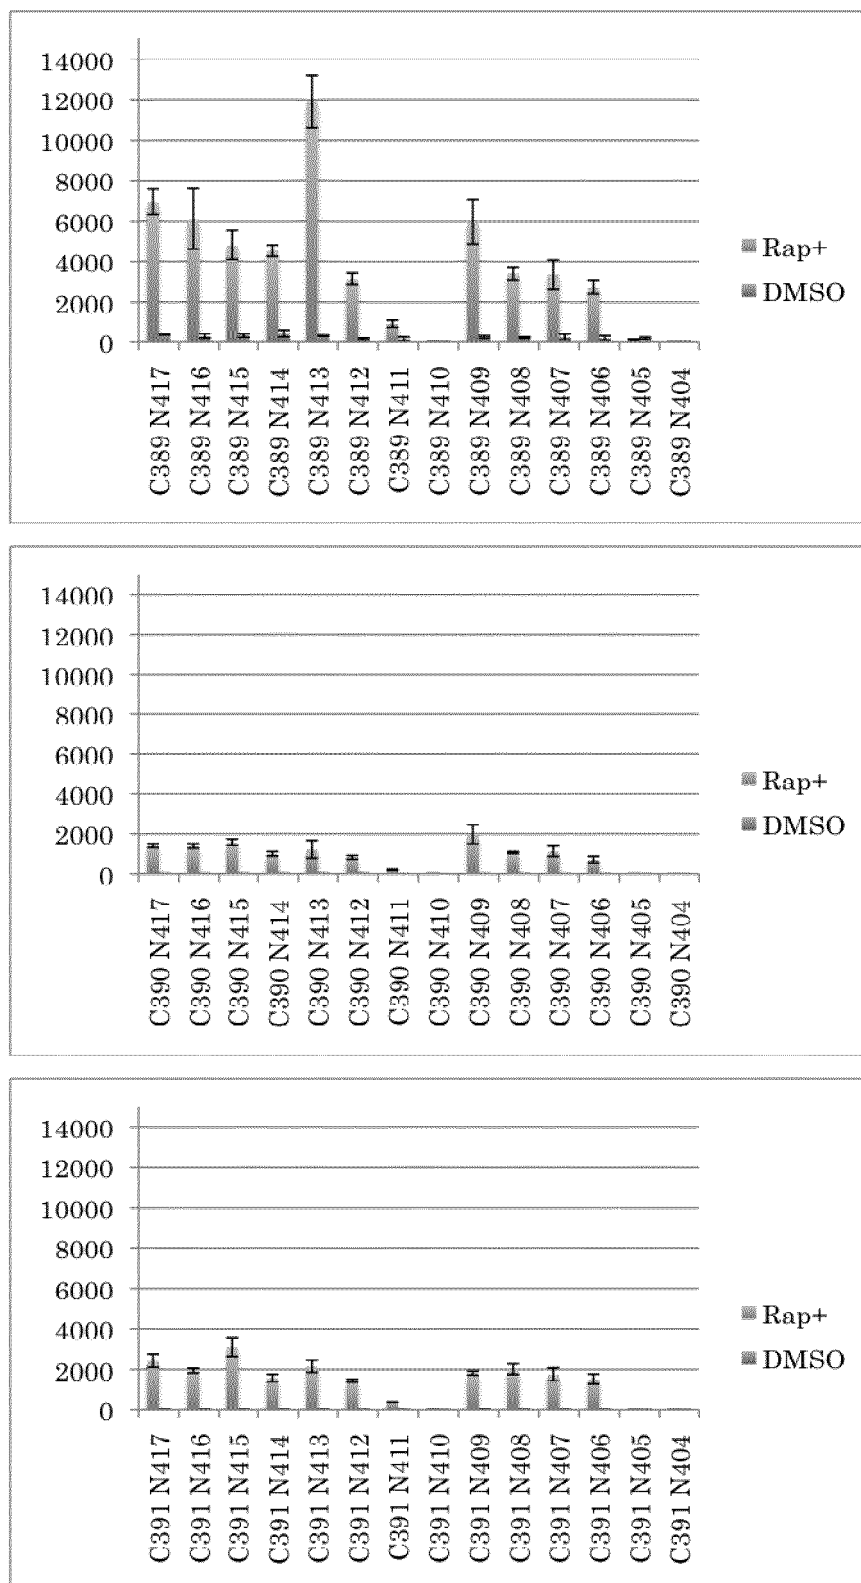 14000
12000
10000
8000
6000
4000
2000
0
Rap+
DMSO
C389 N417
C389 N416
C389 N415
C389 N414
C389 N413
C389 N412
C389 N411
C389 N410
C389 N409
C389 N408
C389 N407
C389 N406
C389 N405
C389 N404
14000
12000
10000
8000
6000
4000
2000
0
Rap+
DMSO
C390 N417
C390 N416
C390 N415
C390 N414
C390 N413
C390 N412
C390 N411
C390 N410
C390 N409
C390 N408
C390 N407
C390 N406
C390 N405
C390 N404
14000
12000
10000
8000
6000
4000
2000
0
Rap+
DMSO
C391 N417
C391 N416
C391 N415
C391 N414
C391 N413
C391 N412
C391 N411
C391 N410
C391 N409
C391 N408
C391 N407
C391 N406
C391 N405
C391 N404